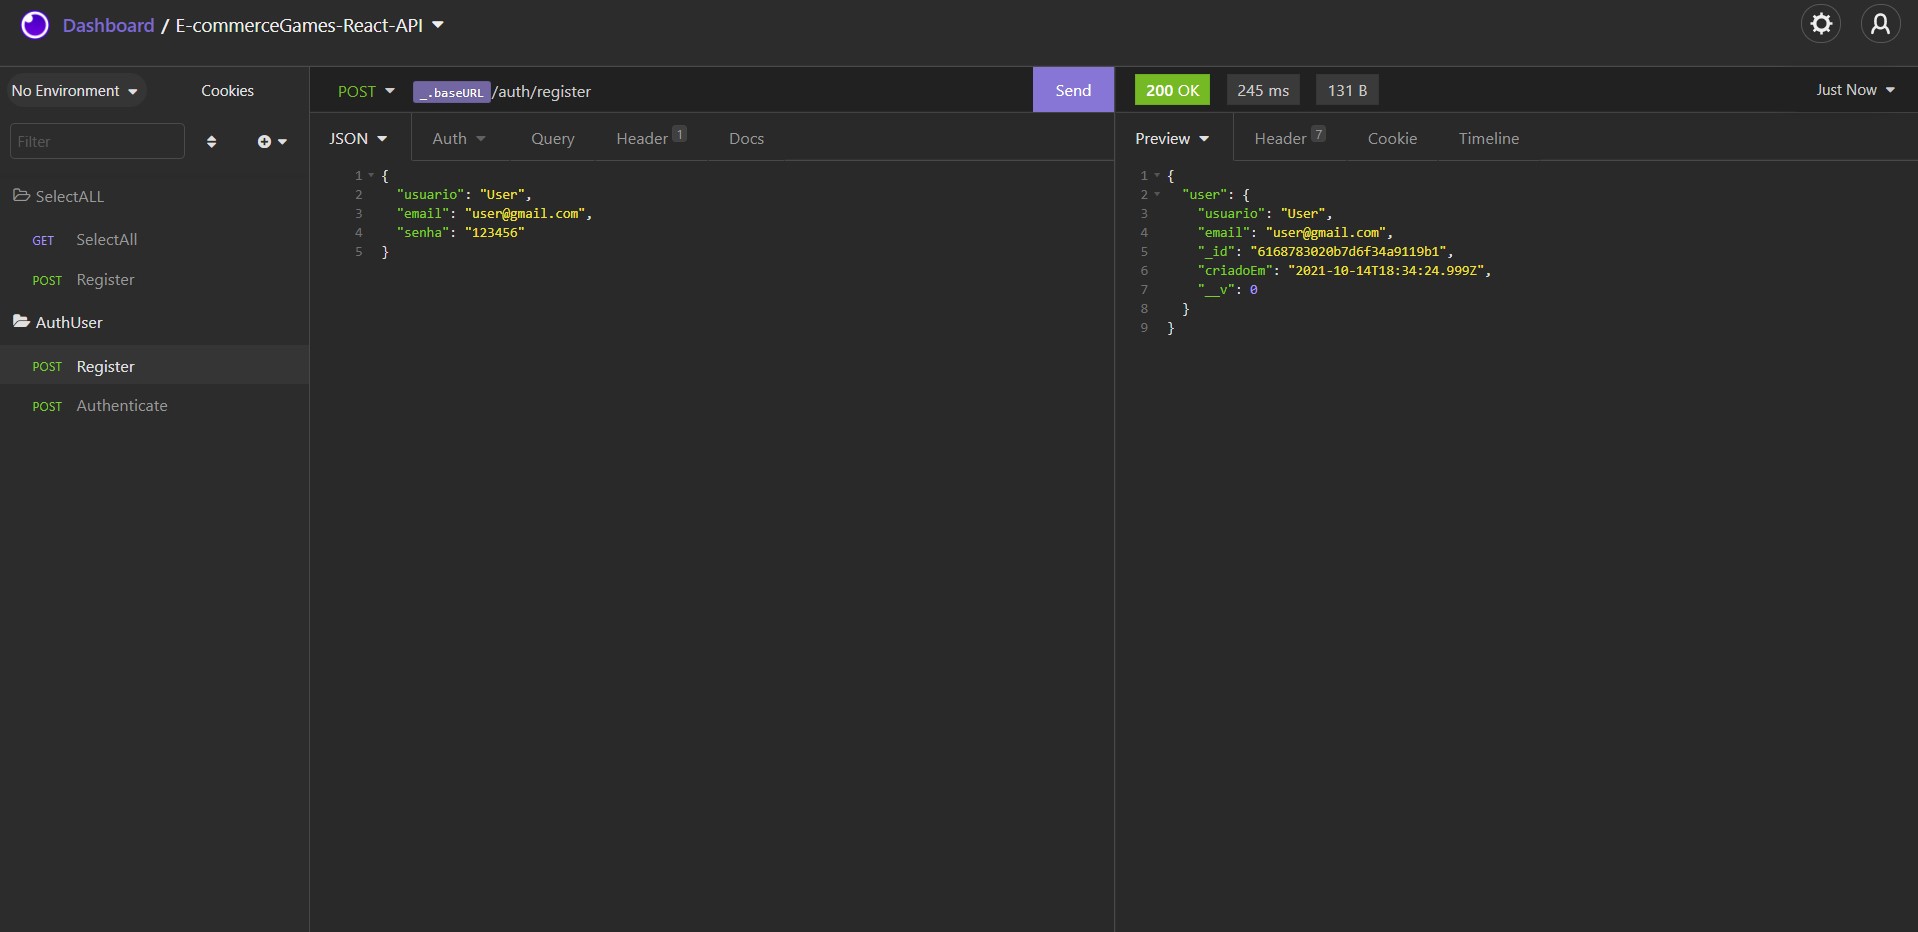 Dashboard / E-commerceGames-React-API
No Environment Cookies
Filter
SelectALL
GET SelectAll
POST Register
AuthUser
POST Register
POST Authenticate
POST _.baseURL/auth/register Send
JSON Auth Query Header 1 Docs
1 {
2 "usuario": "User",
3 "email": "user@gmail.com",
4 "senha": "123456"
5 }
200 OK 245 ms 131 B Just Now
Preview Header 7 Cookie Timeline
1 {
2 "user": {
3 "usuario": "User",
4 "email": "user@gmail.com",
5 "_id": "6168783020b7d6f34a9119b1",
6 "criadoEm": "2021-10-14T18:34:24.999Z",
7 "__v": 0
8 }
9 }